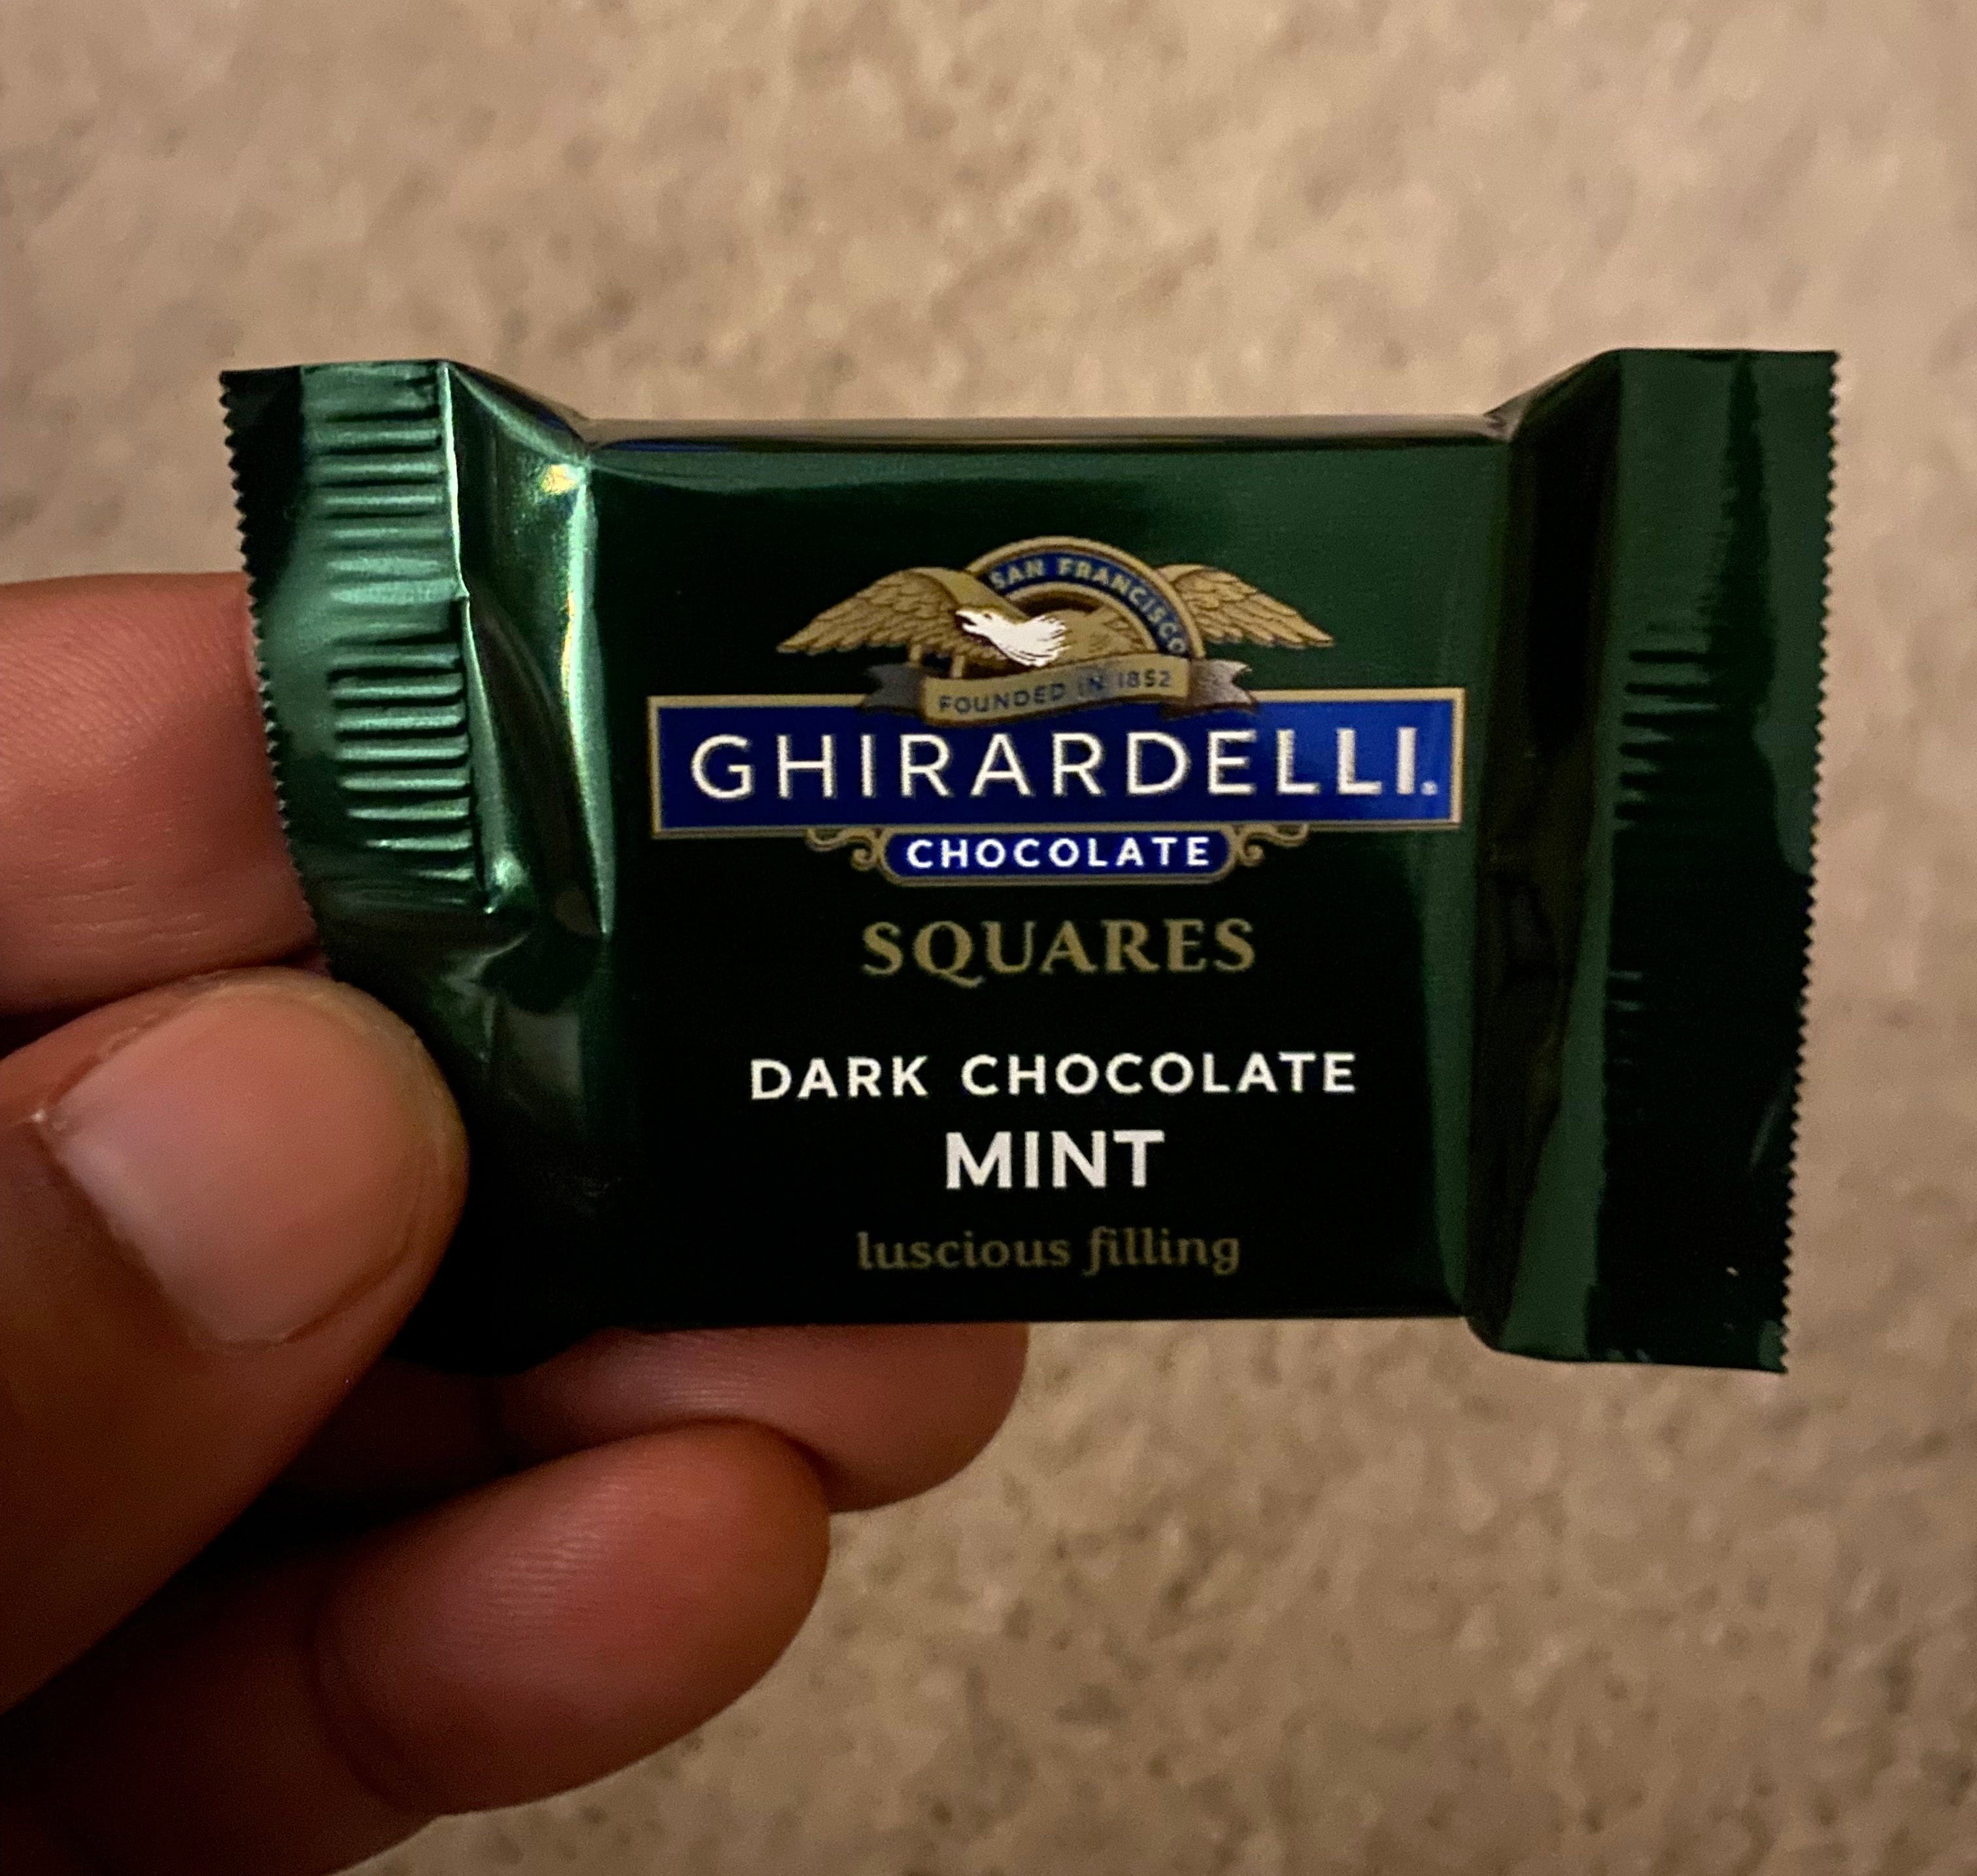 SAN FRANCISCO
FOUNDED IN 1852
GHIRARDELLI®
CHOCOLATE
SQUARES
DARK CHOCOLATE
MINT
luscious filling